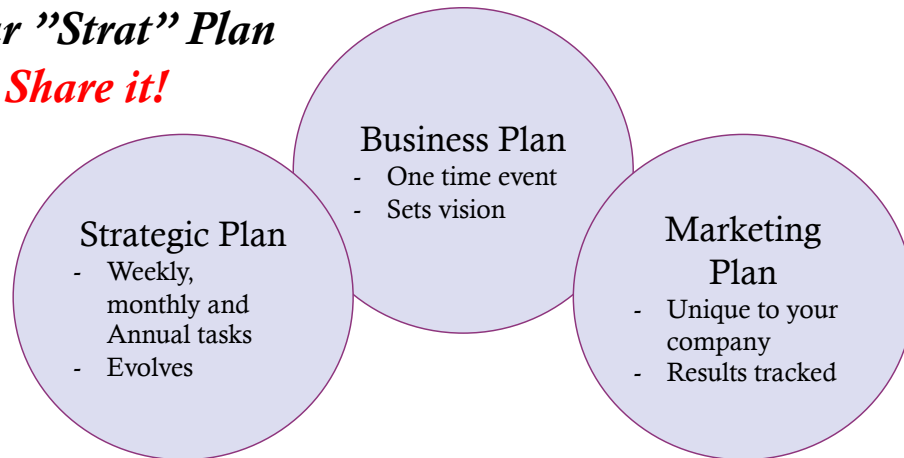 ”Strat” Plan
Share it!
Business Plan
- One time event
- Sets vision
Strategic Plan
- Weekly,
monthly and
Annual tasks
- Evolves
Marketing
Plan
- Unique to your
company
- Results tracked